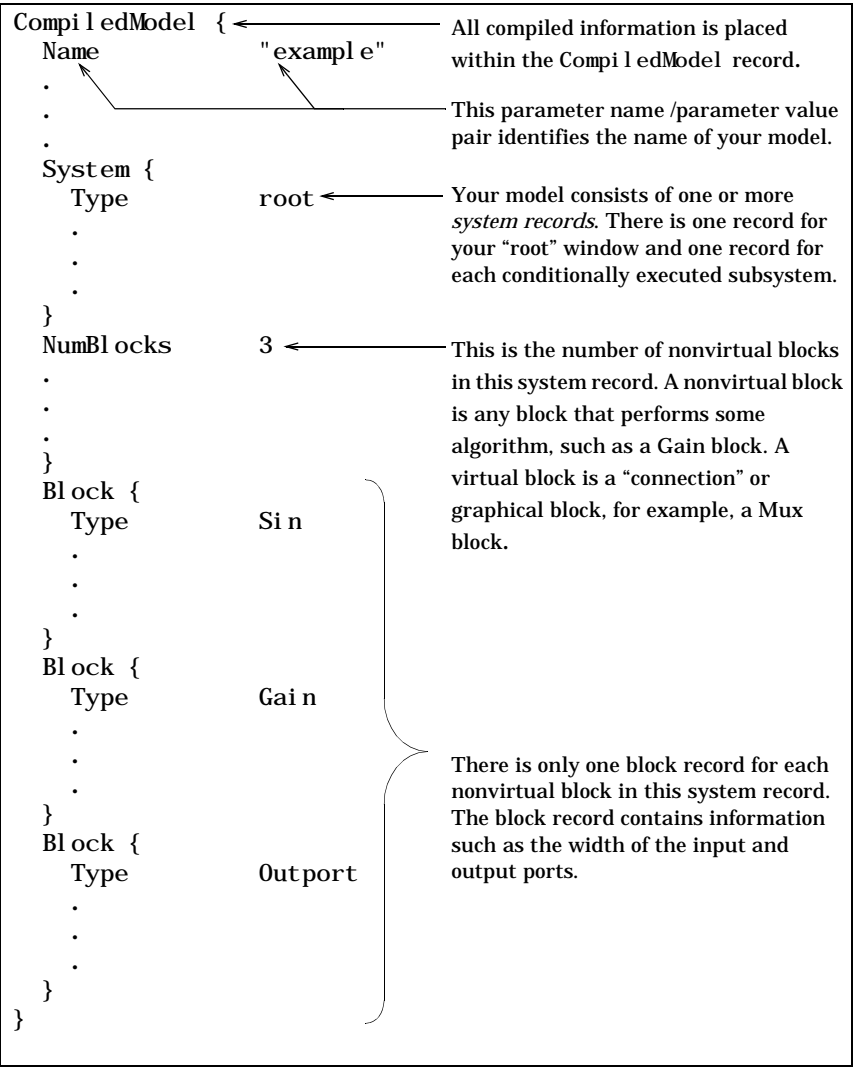 CompiledModel {
All compiled information is placed
within the CompiledModel record.
Name "example"
.
.
.
This parameter name /parameter value
pair identifies the name of your model.
System {
Type root
Your model consists of one or more
system records. There is one record for
your “root” window and one record for
each conditionally executed subsystem.
.
.
.
}
NumBlocks 3
This is the number of nonvirtual blocks
in this system record. A nonvirtual block
is any block that performs some
algorithm, such as a Gain block. A
virtual block is a “connection” or
graphical block, for example, a Mux
block.
.
.
.
}
Block {
Type Sin
.
.
.
}
Block {
Type Gain
.
.
.
}
Block {
Type Outport
.
.
.
}
}
There is only one block record for each
nonvirtual block in this system record.
The block record contains information
such as the width of the input and
output ports.